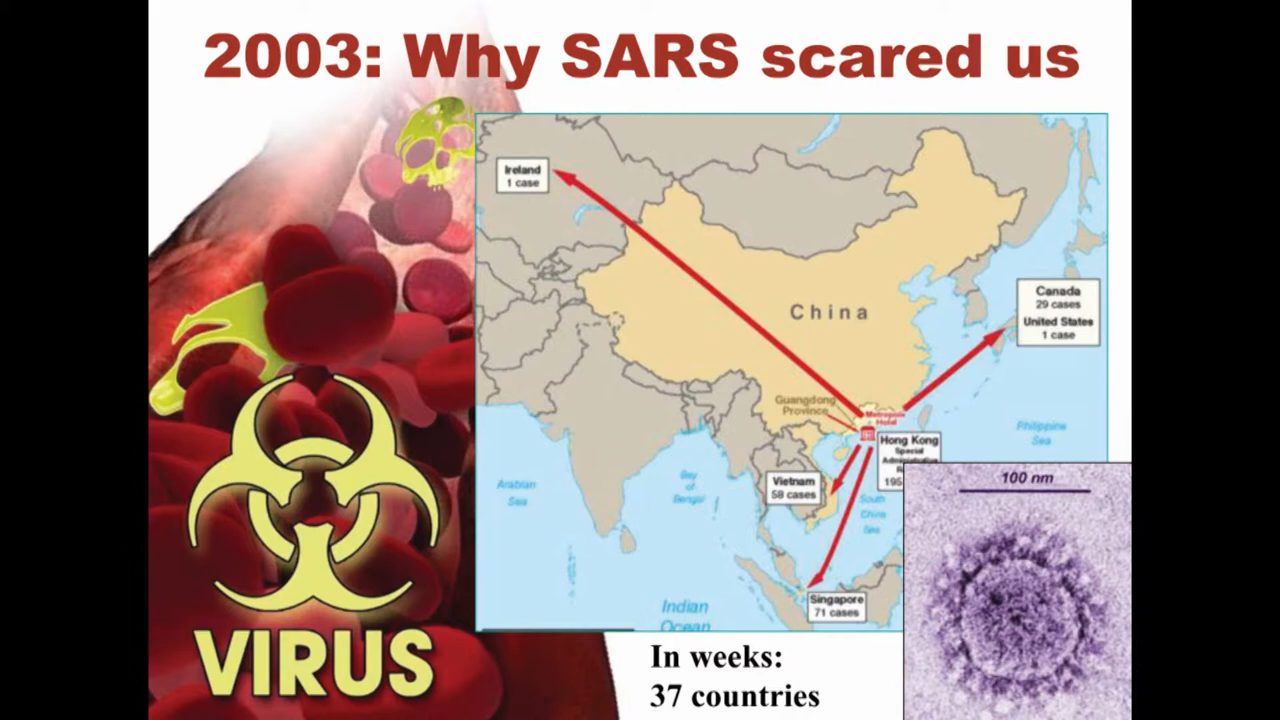 2003: Why SARS scared us
Ireland
1 case
China
Canada
29 cases
United States
1 case
Guangdong
Province
Metropole
Hotel
Hong Kong
Special
195
Vietnam
58 cases
Singapore
71 cases
Arabian
Sea
Bay
of
Bengal
South
China
Sea
Philippine
Sea
Indian
Ocean
100 nm
VIRUS
In weeks:
37 countries